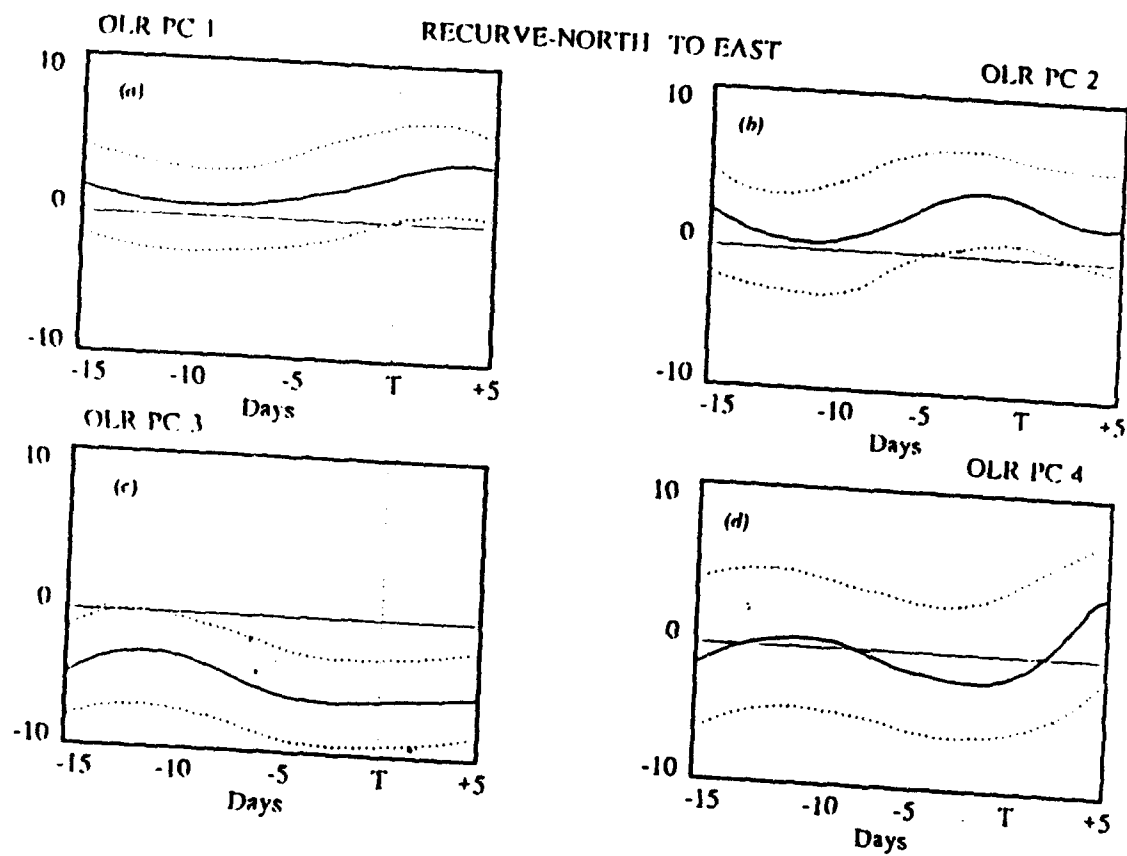 RECURVE-NORTH TO EAST
OLR PC 1
10
(a)
0
-10
-15 -10 -5 T +5
Days
OLR PC 2
10
(b)
0
-10
-15 -10 -5 T +5
Days
OLR PC 3
10
(c)
0
-10
-15 -10 -5 T +5
Days
OLR PC 4
10
(d)
0
-10
-15 -10 -5 T +5
Days